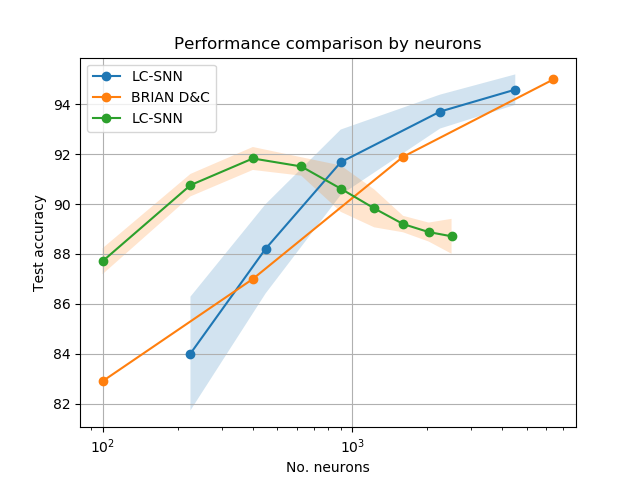 Performance comparison by neurons
LC-SNN
BRIAN D&C
LC-SNN
Test accuracy
94
92
90
88
86
84
82
10²
10³
No. neurons